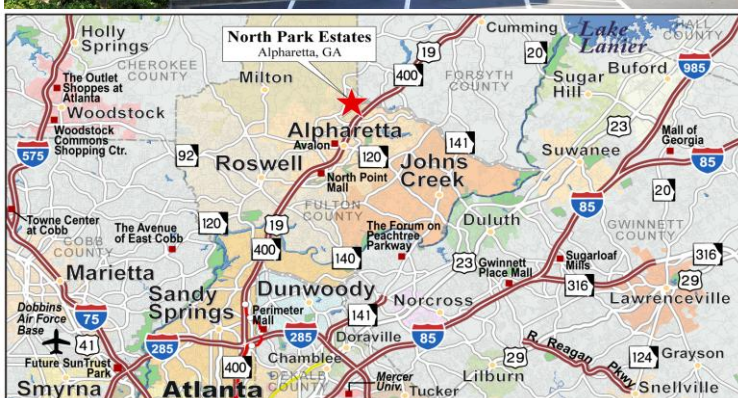 North Park Estates
Alpharetta, GA
Holly
Springs
CHEROKEE
COUNTY
The Outlet
Shoppes at
Atlanta
Woodstock
Woodstock
Commons
Shopping Ctr.
575
Milton
19
400
Cumming
20
FORSYTH
COUNTY
Lake
Lanier
HALL
COUNTY
Buford
985
Sugar
Hill
23
Mall of
Georgia
Suwanee
85
20
92
Alpharetta
Avalon
120
141
Roswell
North Point
Mall
Johns
Creek
FULTON
COUNTY
Towne Center
at Cobb
COBB
COUNTY
The Avenue
of East Cobb
120
19
400
The Forum on
Peachtree
Parkway
140
Duluth
85
GWINNETT
COUNTY
23
Gwinnett
Place Mall
Sugarloaf
Mills
316
316
29
Lawrenceville
Marietta
Dobbins
Air Force
Base
75
41
Sandy
Springs
Dunwoody
Perimeter
Mall
141
Norcross
285
285
Doraville
85
Future SunTrust
Park
400
Chamblee
DEKALB
COUNTY
29
R. Reagan Pkwy
124
Grayson
Smyrna
Atlanta
Mercer
Univ.
Tucker
Lilburn
Snellville